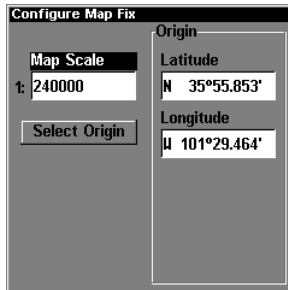 Configure Map Fix
Map Scale
1: 240000
Select Origin
Origin
Latitude
N 35°55.853'
Longitude
W 101°29.464'